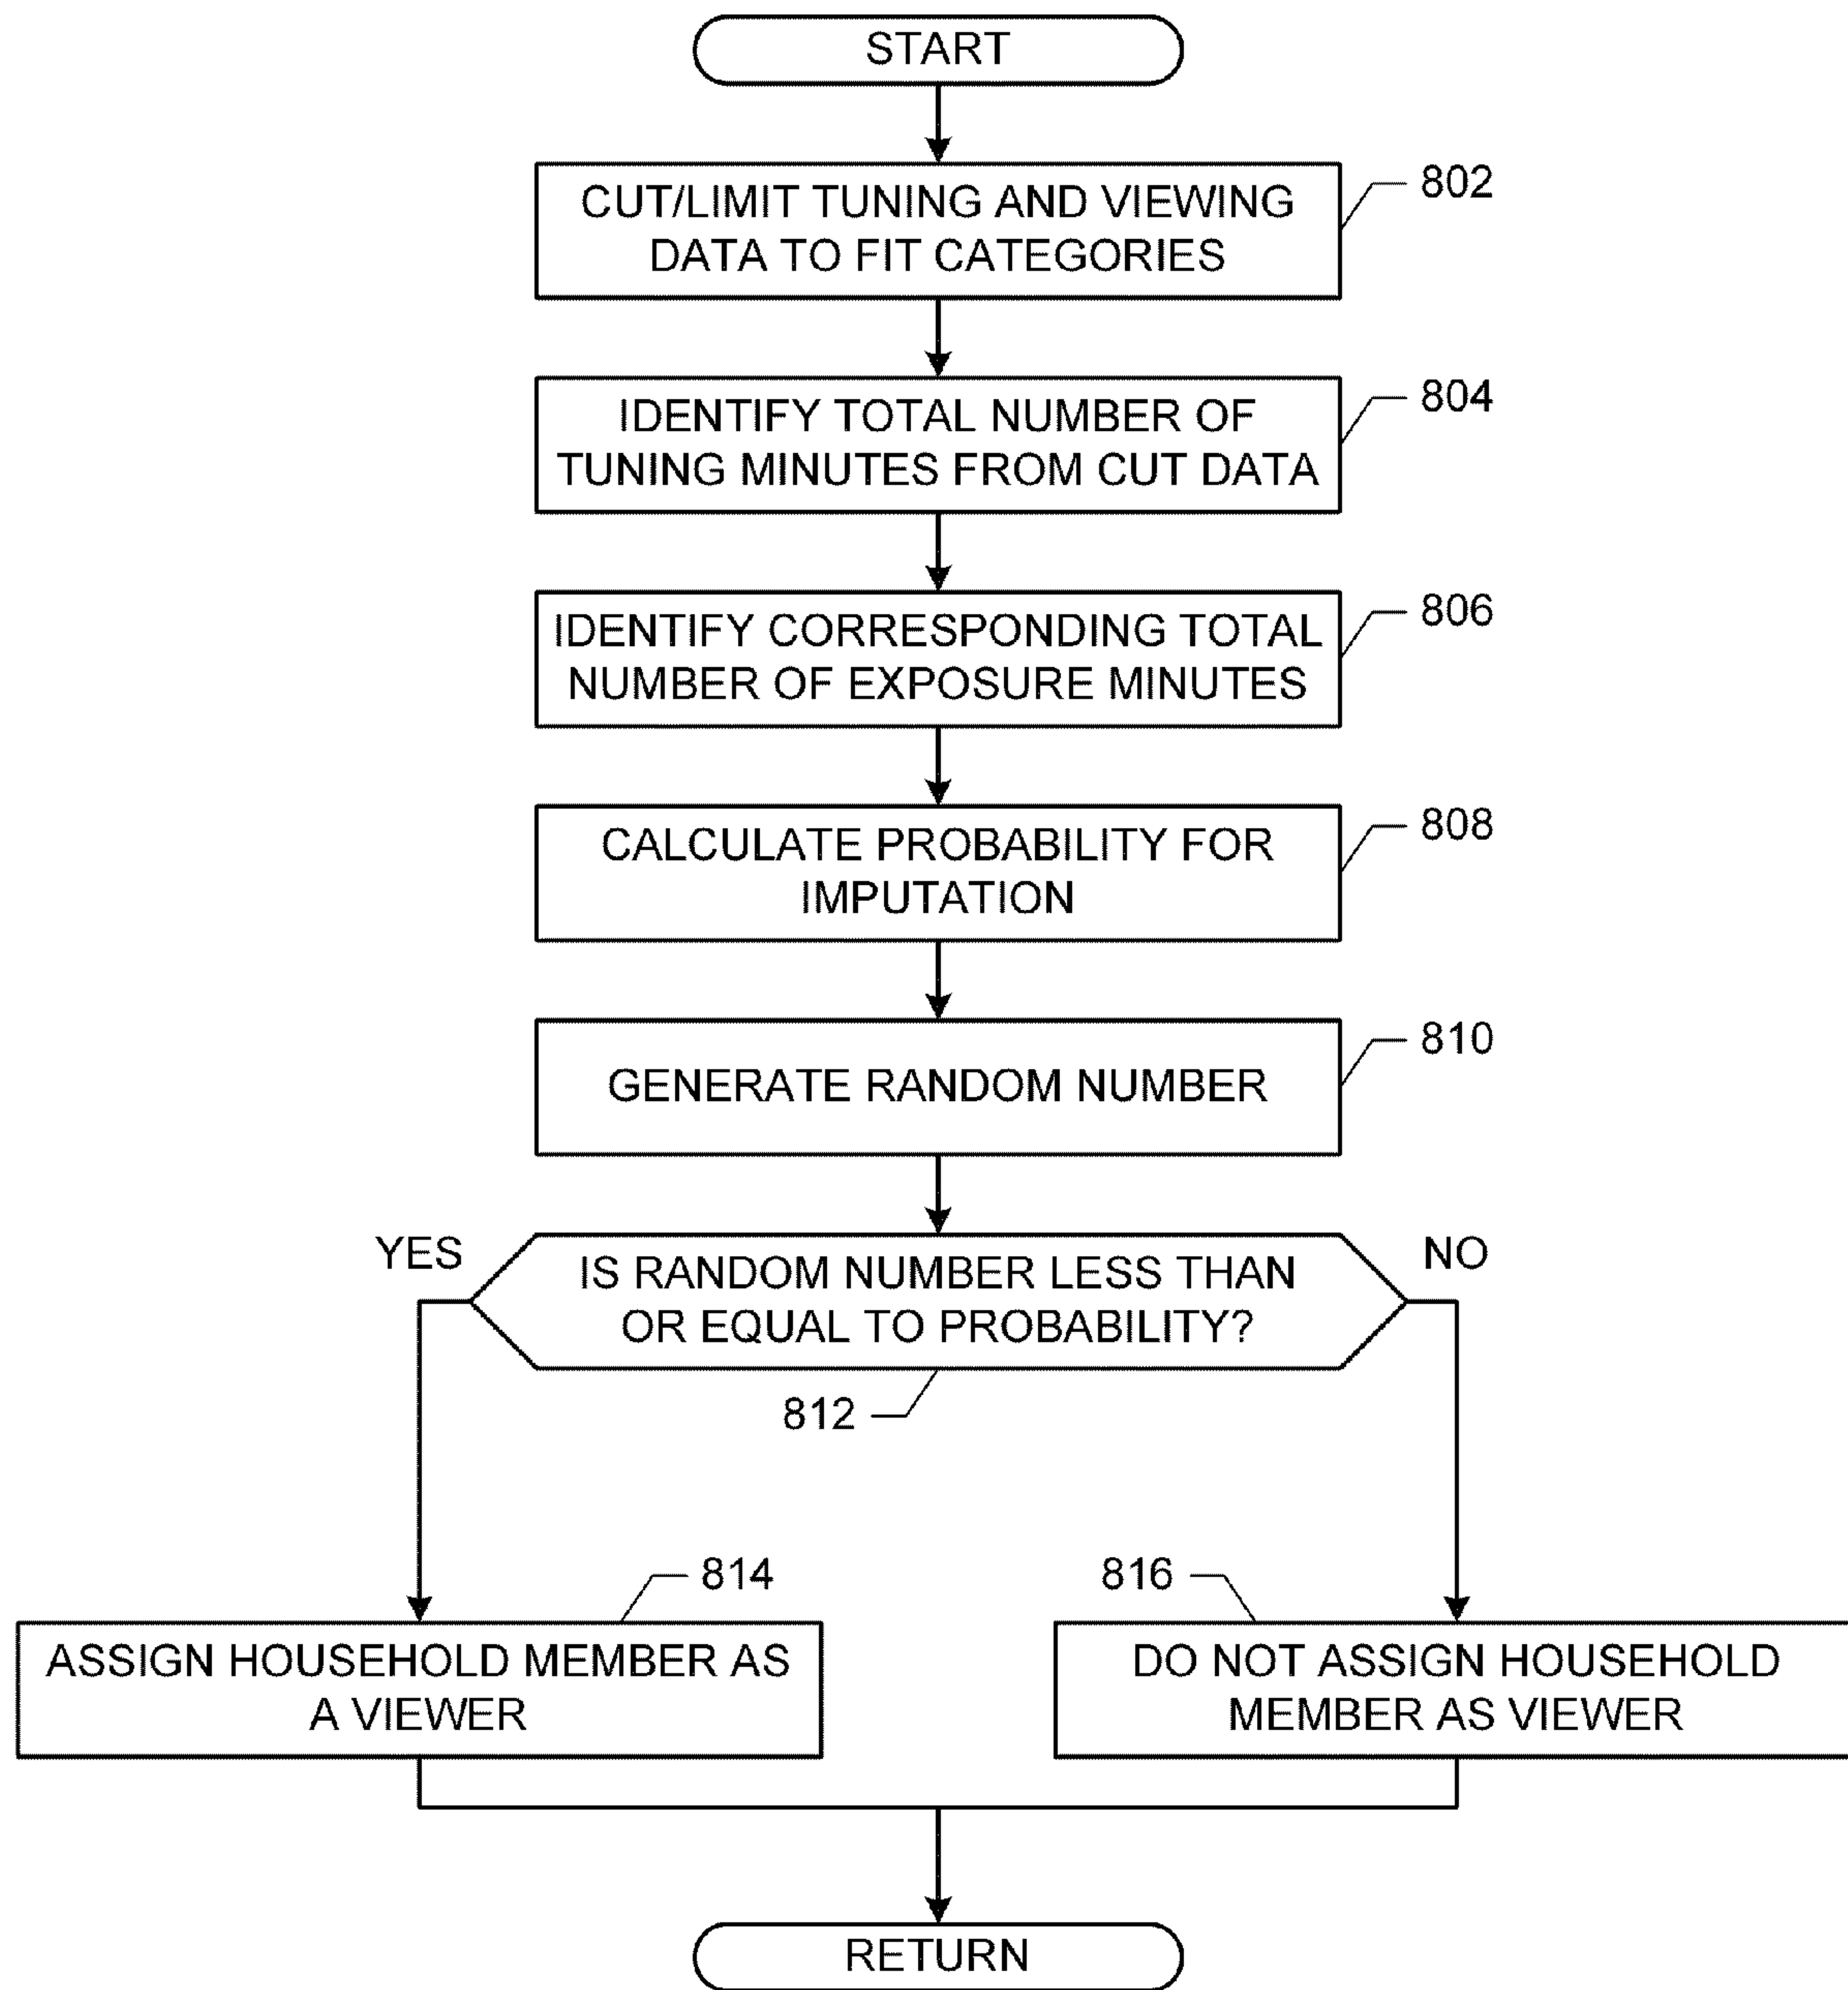 START
CUT/LIMIT TUNING AND VIEWING
DATA TO FIT CATEGORIES
802
IDENTIFY TOTAL NUMBER OF
TUNING MINUTES FROM CUT DATA
804
IDENTIFY CORRESPONDING TOTAL
NUMBER OF EXPOSURE MINUTES
806
CALCULATE PROBABILITY FOR
IMPUTATION
808
GENERATE RANDOM NUMBER
810
YES
IS RANDOM NUMBER LESS THAN
OR EQUAL TO PROBABILITY?
NO
812
814
ASSIGN HOUSEHOLD MEMBER AS
A VIEWER
816
DO NOT ASSIGN HOUSEHOLD
MEMBER AS VIEWER
RETURN